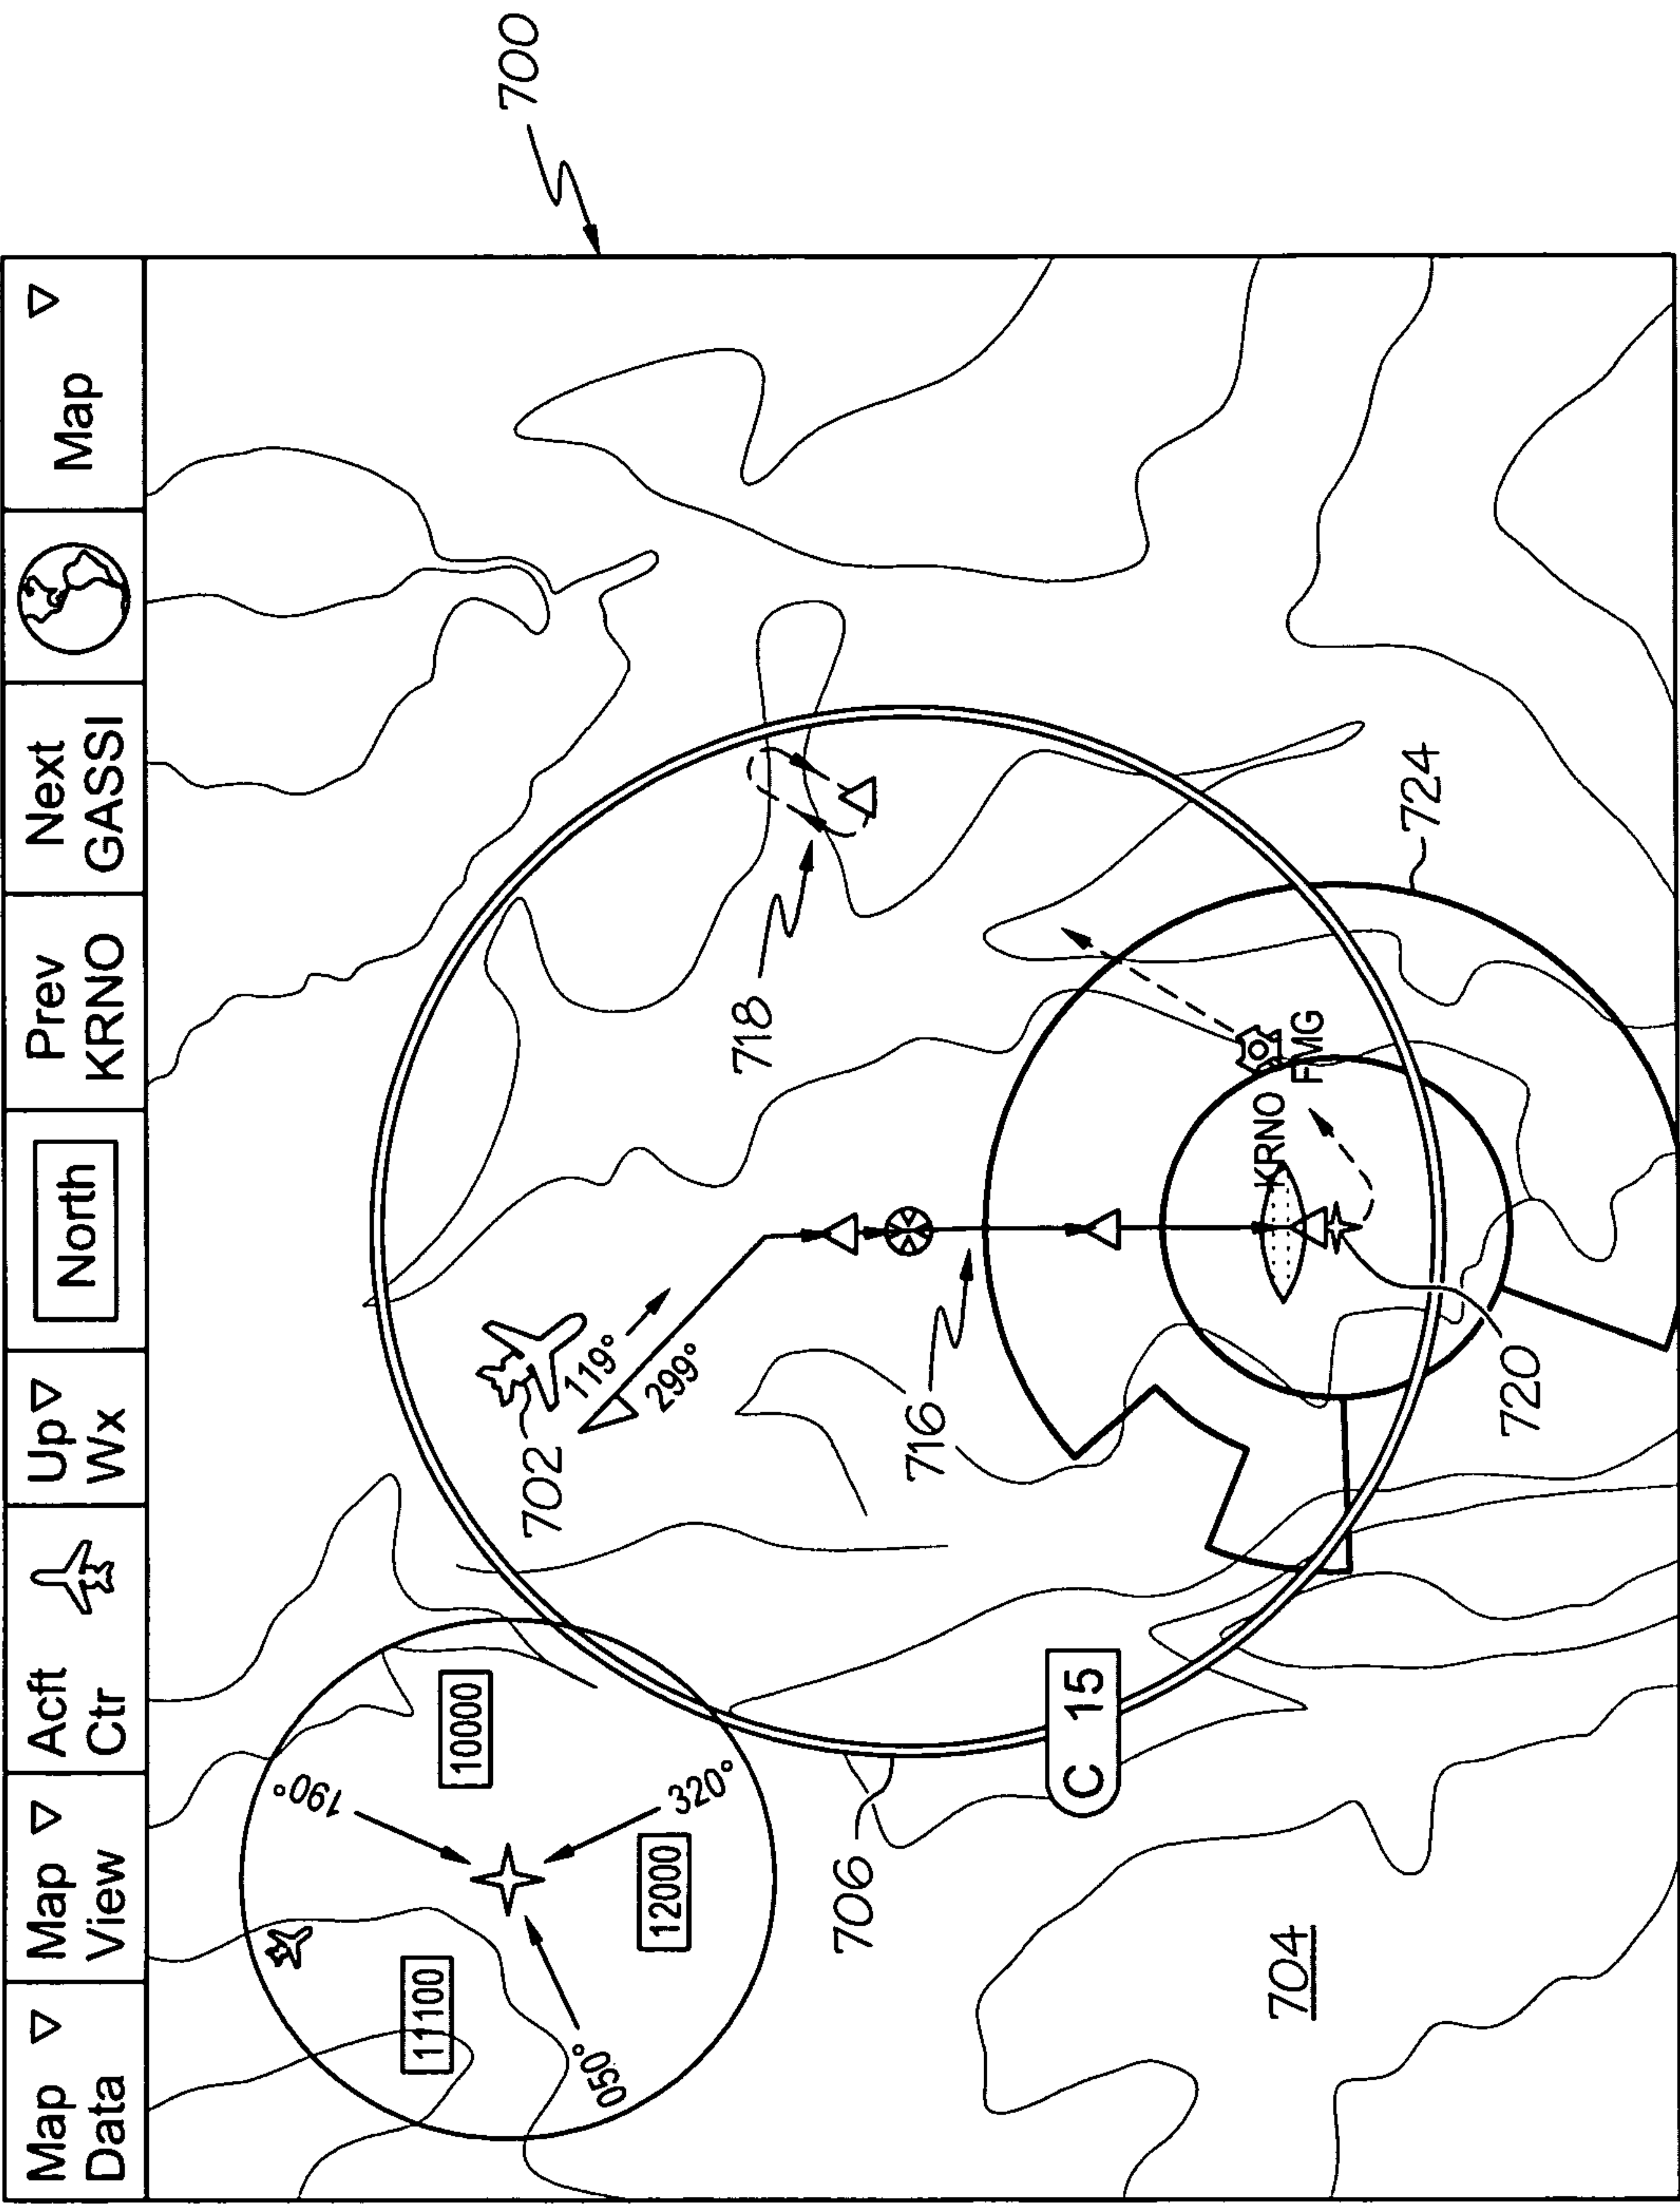 Map
Data
Map
View
Acft
Ctr
Up
Wx
North
Prev
KRNO
Next
GASSI
Map
700
190°
10000
11100
12000
320°
050°
702
119°
299°
718
706
716
C 15
KRNO
FMG
724
704
720